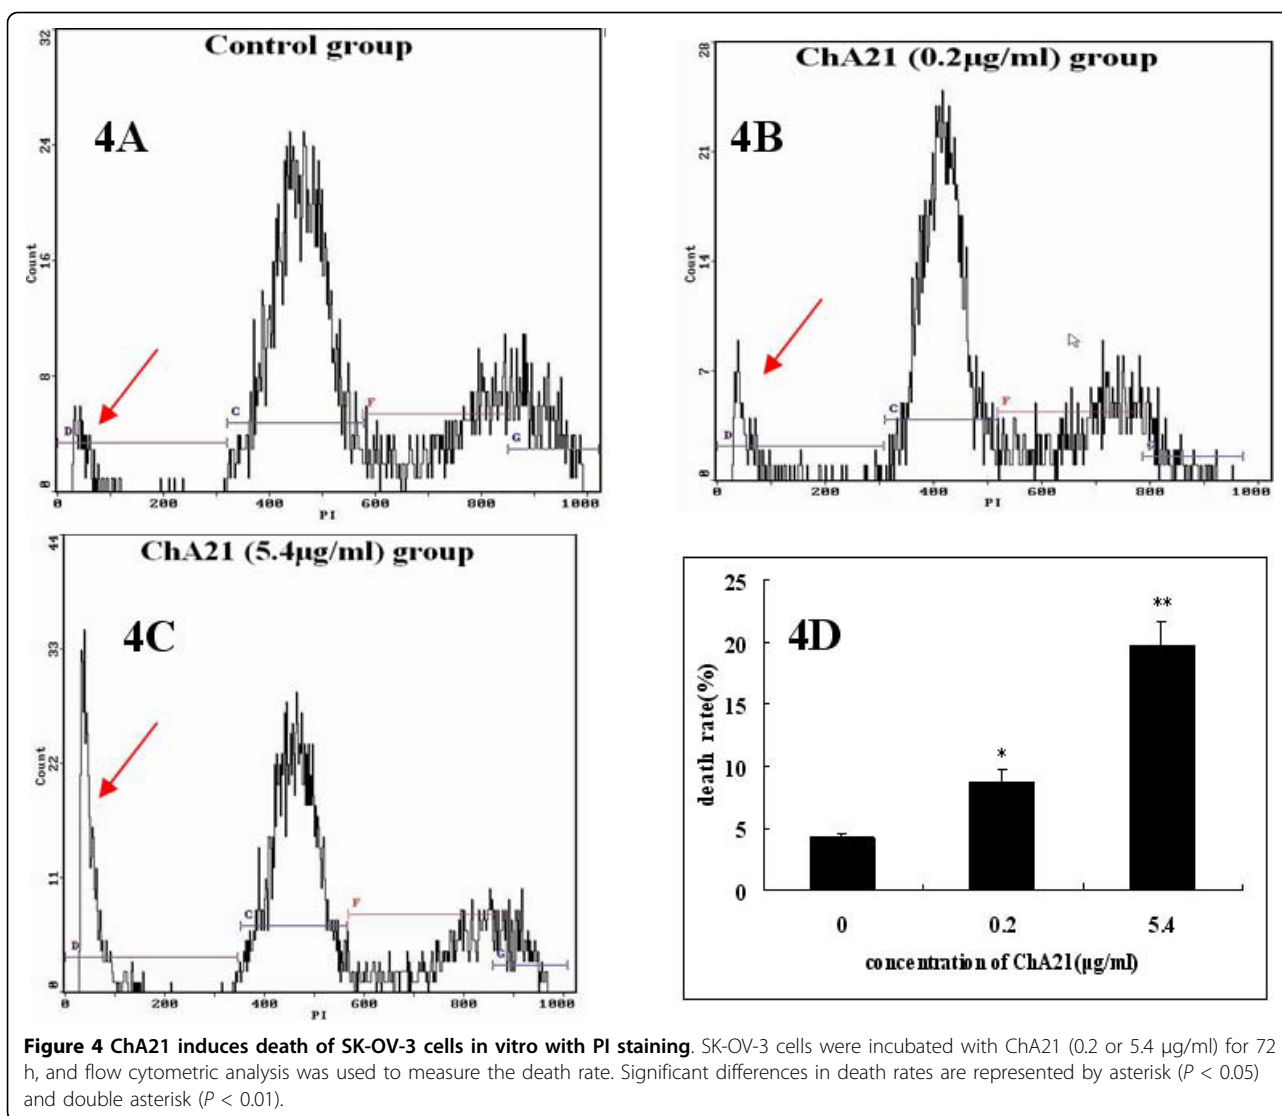 Control group
4A
32
24
16
8
0
Count
D
C
F
G
0 200 400 600 800 1000
PI
ChA21 (0.2µg/ml) group
4B
28
21
14
7
0
Count
D
C
F
0 200 400 600 800 1000
PI
ChA21 (5.4µg/ml) group
4C
44
33
22
11
0
Count
D
C
F
G
0 200 400 600 800 1000
PI
4D
25
20
15
10
5
0
death rate(%)
*
**
0 0.2 5.4
concentration of ChA21(µg/ml)
Figure 4 ChA21 induces death of SK-OV-3 cells in vitro with PI staining. SK-OV-3 cells were incubated with ChA21 (0.2 or 5.4 µg/ml) for 72
h, and flow cytometric analysis was used to measure the death rate. Significant differences in death rates are represented by asterisk (P < 0.05)
and double asterisk (P < 0.01).